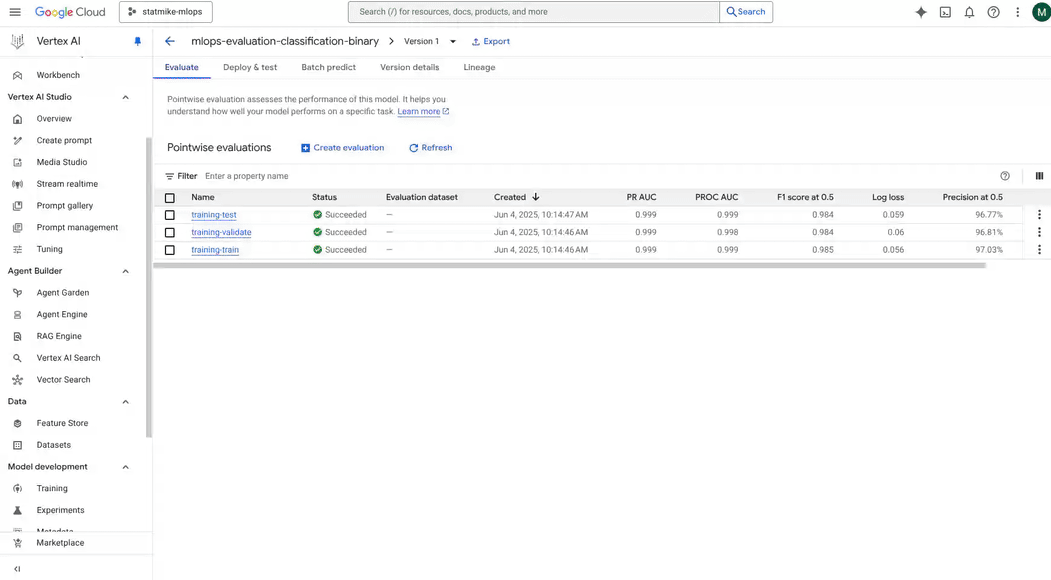 Google Cloud
statmike-mlops
Search (/) for resources, docs, products, and more
Search
M
Vertex AI
mlops-evaluation-classification-binary
Version 1
Export
Workbench
Vertex AI Studio
Overview
Create prompt
Media Studio
Stream realtime
Prompt gallery
Prompt management
Tuning
Agent Builder
Agent Garden
Agent Engine
RAG Engine
Vertex AI Search
Vector Search
Data
Feature Store
Datasets
Model development
Training
Experiments
Metadata
Marketplace
Evaluate Deploy & test Batch predict Version details Lineage
Pointwise evaluation assesses the performance of this model. It helps you
understand how well your model performs on a specific task. Learn more
Pointwise evaluations Create evaluation Refresh
Filter Enter a property name
Name Status Evaluation dataset Created PR AUC PROC AUC F1 score at 0.5 Log loss Precision at 0.5
training-test Succeeded — Jun 4, 2025, 10:14:47 AM 0.999 0.999 0.984 0.059 96.77%
training-validate Succeeded — Jun 4, 2025, 10:14:46 AM 0.999 0.998 0.984 0.06 96.81%
training-train Succeeded — Jun 4, 2025, 10:14:46 AM 0.999 0.999 0.985 0.056 97.03%